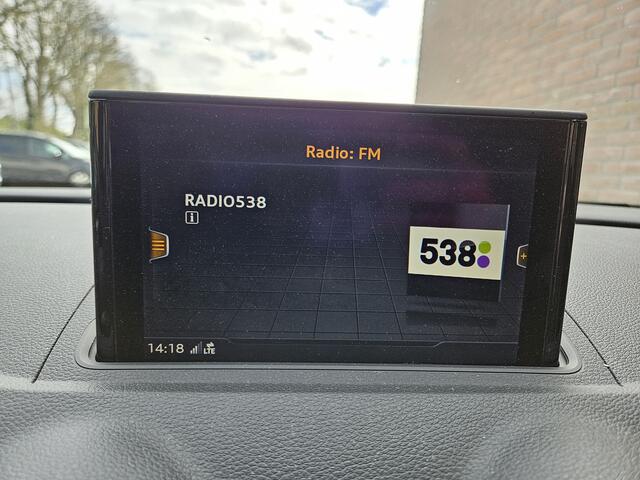 Radio: FM
RADIO538
i
538
+
14:18 LTE